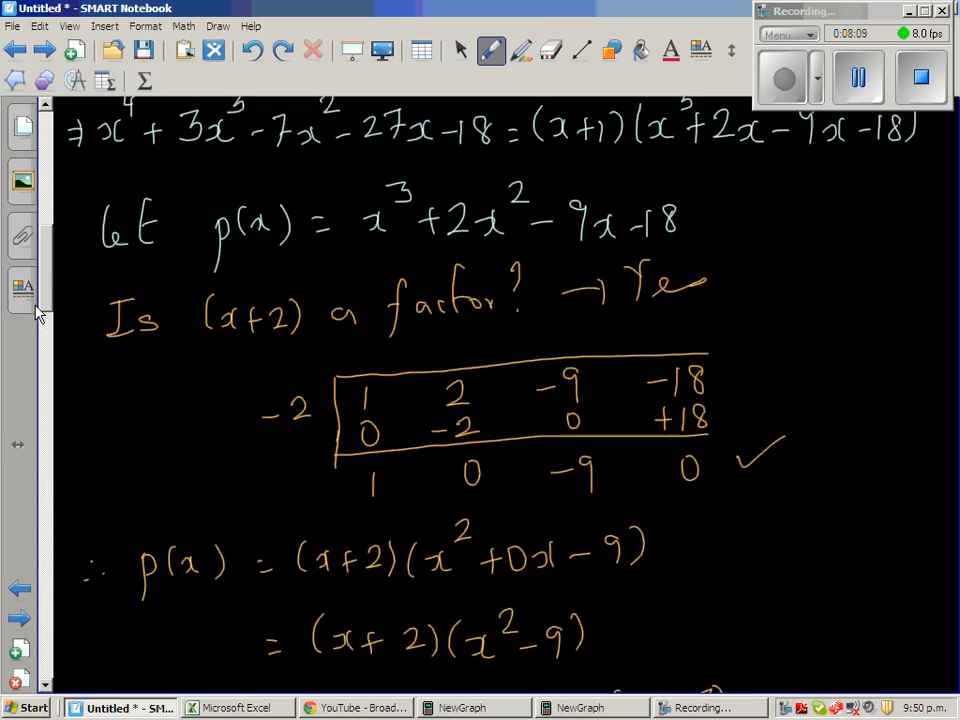 Untitled * - SMART Notebook
Recording...
File Edit View Insert Format Math Draw Help
Menu 0:08:09 8.0 fps
⇒ x⁴ + 3x³ - 7x² - 27x - 18 = (x+1)(x³+2x - 9x - 18)
Let p(x) = x³ + 2x² - 9x - 18
Is (x+2) a factor? → Yes
-2 1 2 -9 -18
0 -2 0 +18
1 0 -9 0 ✓
∴ p(x) = (x+2)(x² + 0x - 9)
= (x+2)(x² - 9)
Start Untitled * - SM... Microsoft Excel YouTube - Broad... NewGraph NewGraph Recording... 9:50 p.m.